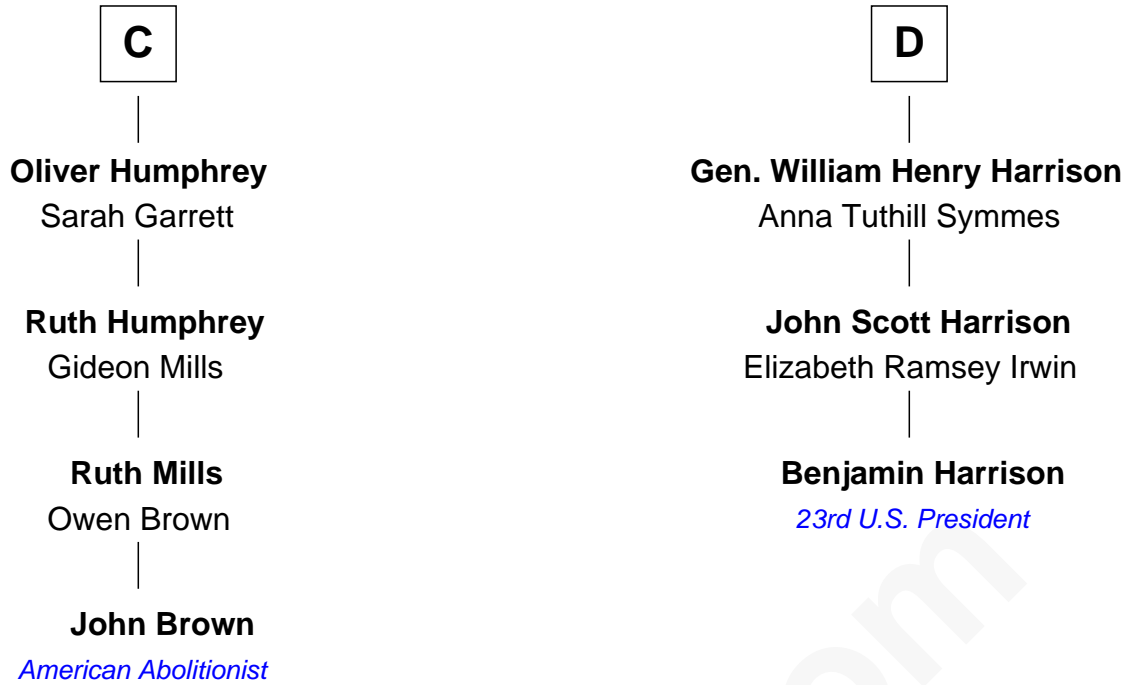 C
Oliver Humphrey
Sarah Garrett
Ruth Humphrey
Gideon Mills
Ruth Mills
Owen Brown
John Brown
American Abolitionist
D
Gen. William Henry Harrison
Anna Tuthill Symmes
John Scott Harrison
Elizabeth Ramsey Irwin
Benjamin Harrison
23rd U.S. President
om